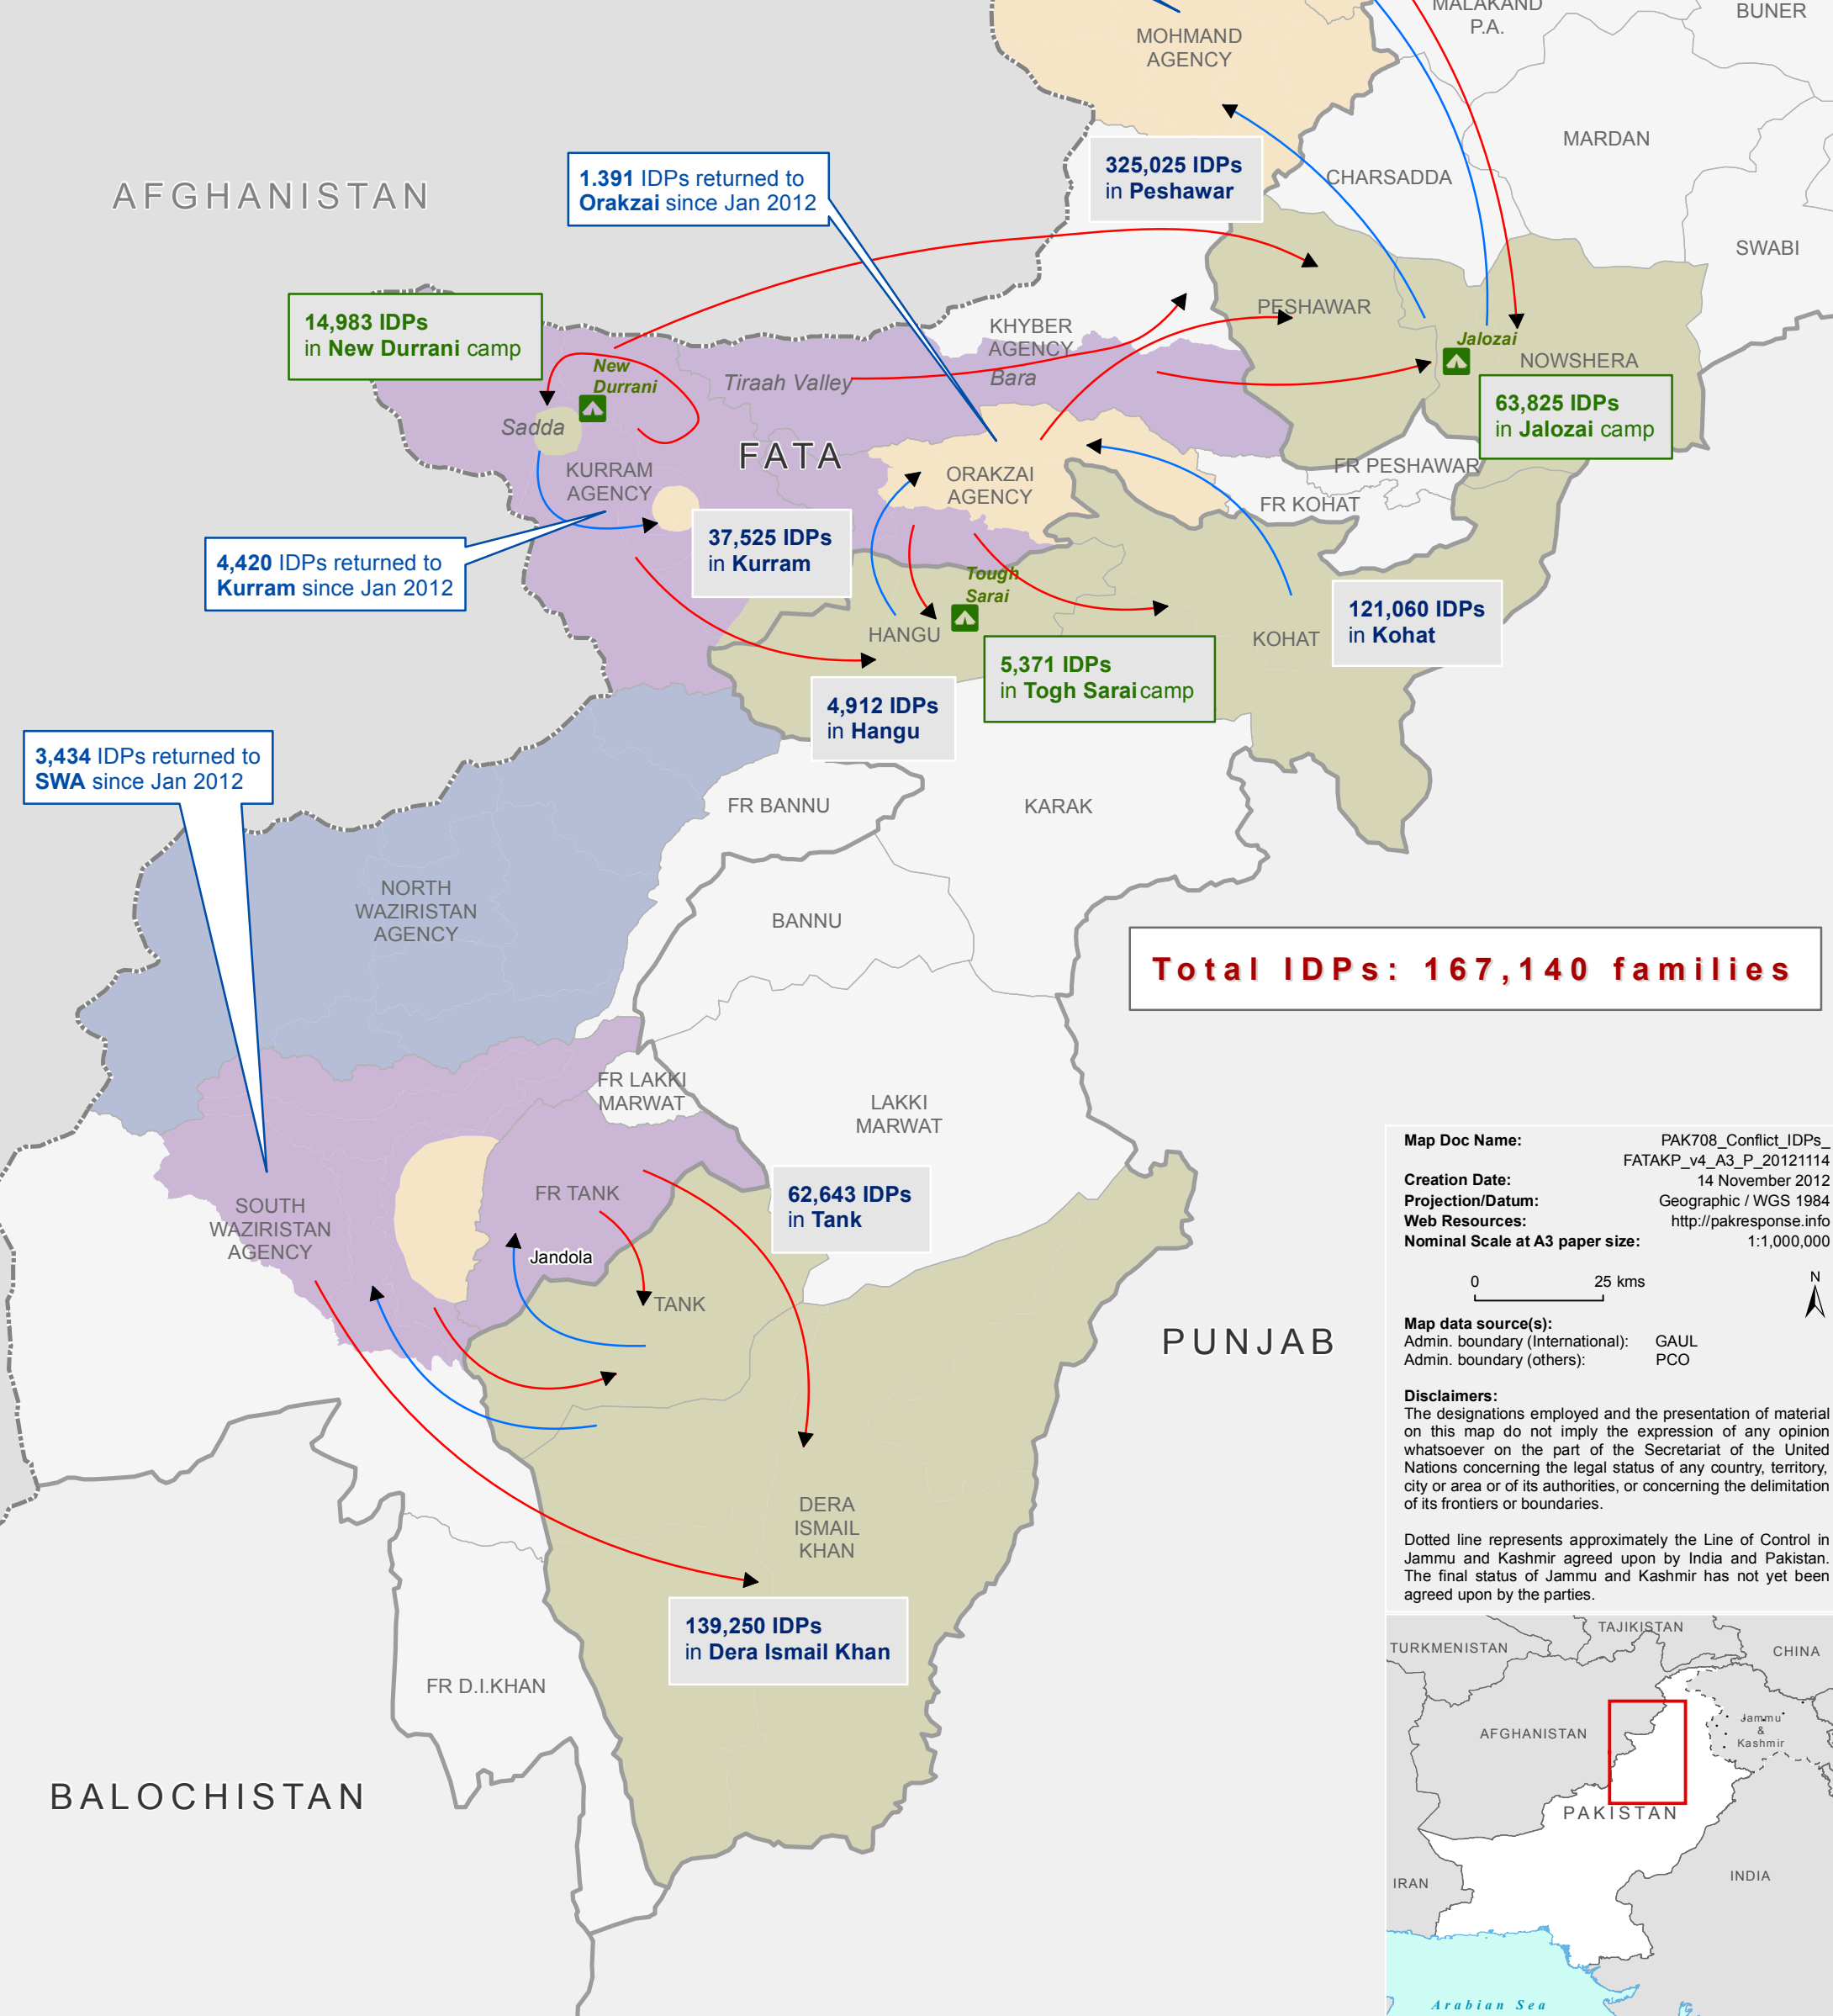 MALAKAND
P.A.
BUNER
MOHMAND
AGENCY
MARDAN
325,025 IDPs
in Peshawar
CHARSADDA
1.391 IDPs returned to
Orakzai since Jan 2012
AFGHANISTAN
SWABI
14,983 IDPs
in New Durrani camp
PESHAWAR
KHYBER
AGENCY
Jalozai
NOWSHERA
New
Durrani
Tiraah Valley
Bara
63,825 IDPs
in Jalozai camp
Sadda
FATA
KURRAM
AGENCY
ORAKZAI
AGENCY
FR PESHAWAR
FR KOHAT
37,525 IDPs
in Kurram
4,420 IDPs returned to
Kurram since Jan 2012
Tough
Sarai
121,060 IDPs
in Kohat
HANGU
KOHAT
5,371 IDPs
in Togh Sarai camp
4,912 IDPs
in Hangu
3,434 IDPs returned to
SWA since Jan 2012
FR BANNU
KARAK
NORTH
WAZIRISTAN
AGENCY
BANNU
Total IDPs: 167,140 families
FR LAKKI
MARWAT
LAKKI
MARWAT
62,643 IDPs
in Tank
FR TANK
SOUTH
WAZIRISTAN
AGENCY
Jandola
TANK
PUNJAB
DERA
ISMAIL
KHAN
139,250 IDPs
in Dera Ismail Khan
FR D.I.KHAN
BALOCHISTAN
Map Doc Name: PAK708_Conflict_IDPs_
FATAKP_v4_A3_P_20121114
Creation Date: 14 November 2012
Projection/Datum: Geographic / WGS 1984
Web Resources: http://pakresponse.info
Nominal Scale at A3 paper size: 1:1,000,000
0 25 kms
N
Map data source(s):
Admin. boundary (International): GAUL
Admin. boundary (others): PCO
Disclaimers:
The designations employed and the presentation of material
on this map do not imply the expression of any opinion
whatsoever on the part of the Secretariat of the United
Nations concerning the legal status of any country, territory,
city or area or of its authorities, or concerning the delimitation
of its frontiers or boundaries.
Dotted line represents approximately the Line of Control in
Jammu and Kashmir agreed upon by India and Pakistan.
The final status of Jammu and Kashmir has not yet been
agreed upon by the parties.
TURKMENISTAN
TAJIKISTAN
CHINA
AFGHANISTAN
Jammu
&
Kashmir
PAKISTAN
IRAN
INDIA
Arabian Sea